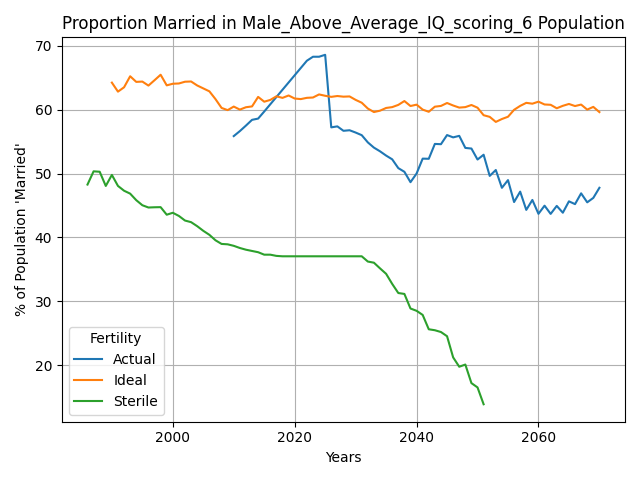 Proportion Married in Male_Above_Average_IQ_scoring_6 Population
70
60
50
40
30
20
% of Population 'Married'
Fertility
Actual
Ideal
Sterile
2000 2020 2040 2060
Years